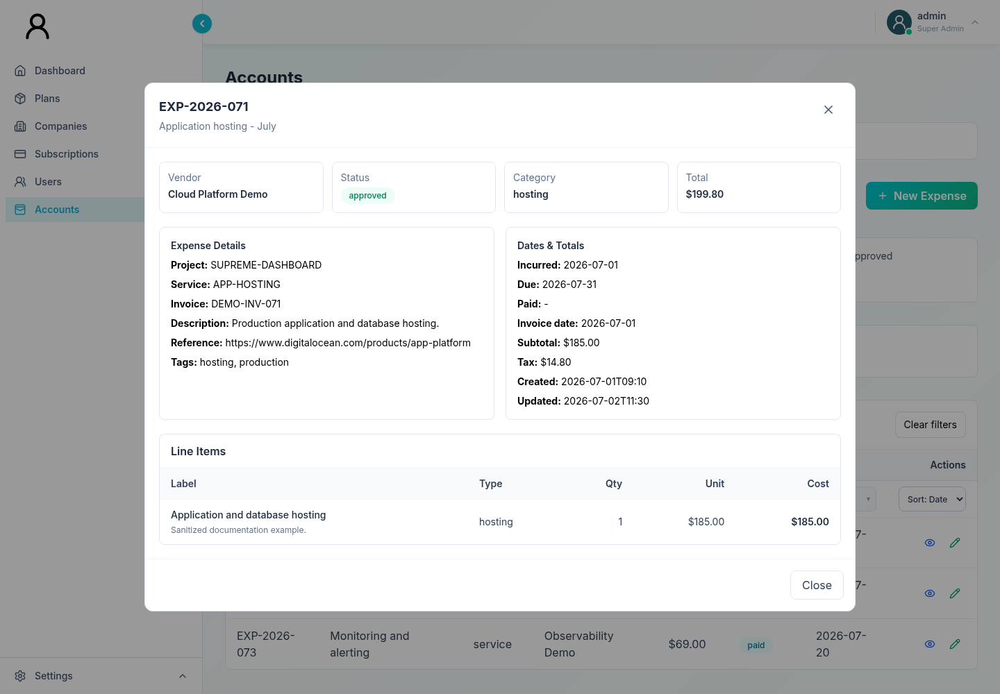 admin
Super Admin
Dashboard
Plans
Companies
Subscriptions
Users
Accounts
Settings
Accounts
New Expense
pproved
Clear filters
Actions
Sort: Date
EXP-2026-071
Application hosting - July
Vendor
Cloud Platform Demo
Status
approved
Category
hosting
Total
$199.80
Expense Details
Project: SUPREME-DASHBOARD
Service: APP-HOSTING
Invoice: DEMO-INV-071
Description: Production application and database hosting.
Reference: https://www.digitalocean.com/products/app-platform
Tags: hosting, production
Dates & Totals
Incurred: 2026-07-01
Due: 2026-07-31
Paid: -
Invoice date: 2026-07-01
Subtotal: $185.00
Tax: $14.80
Created: 2026-07-01T09:10
Updated: 2026-07-02T11:30
Line Items
Label Type Qty Unit Cost
Application and database hosting hosting 1 $185.00 $185.00
Sanitized documentation example.
Close
7-
7-
EXP-2026-
073
Monitoring and
alerting
service
Observability
Demo
$69.00
paid
2026-07-
20